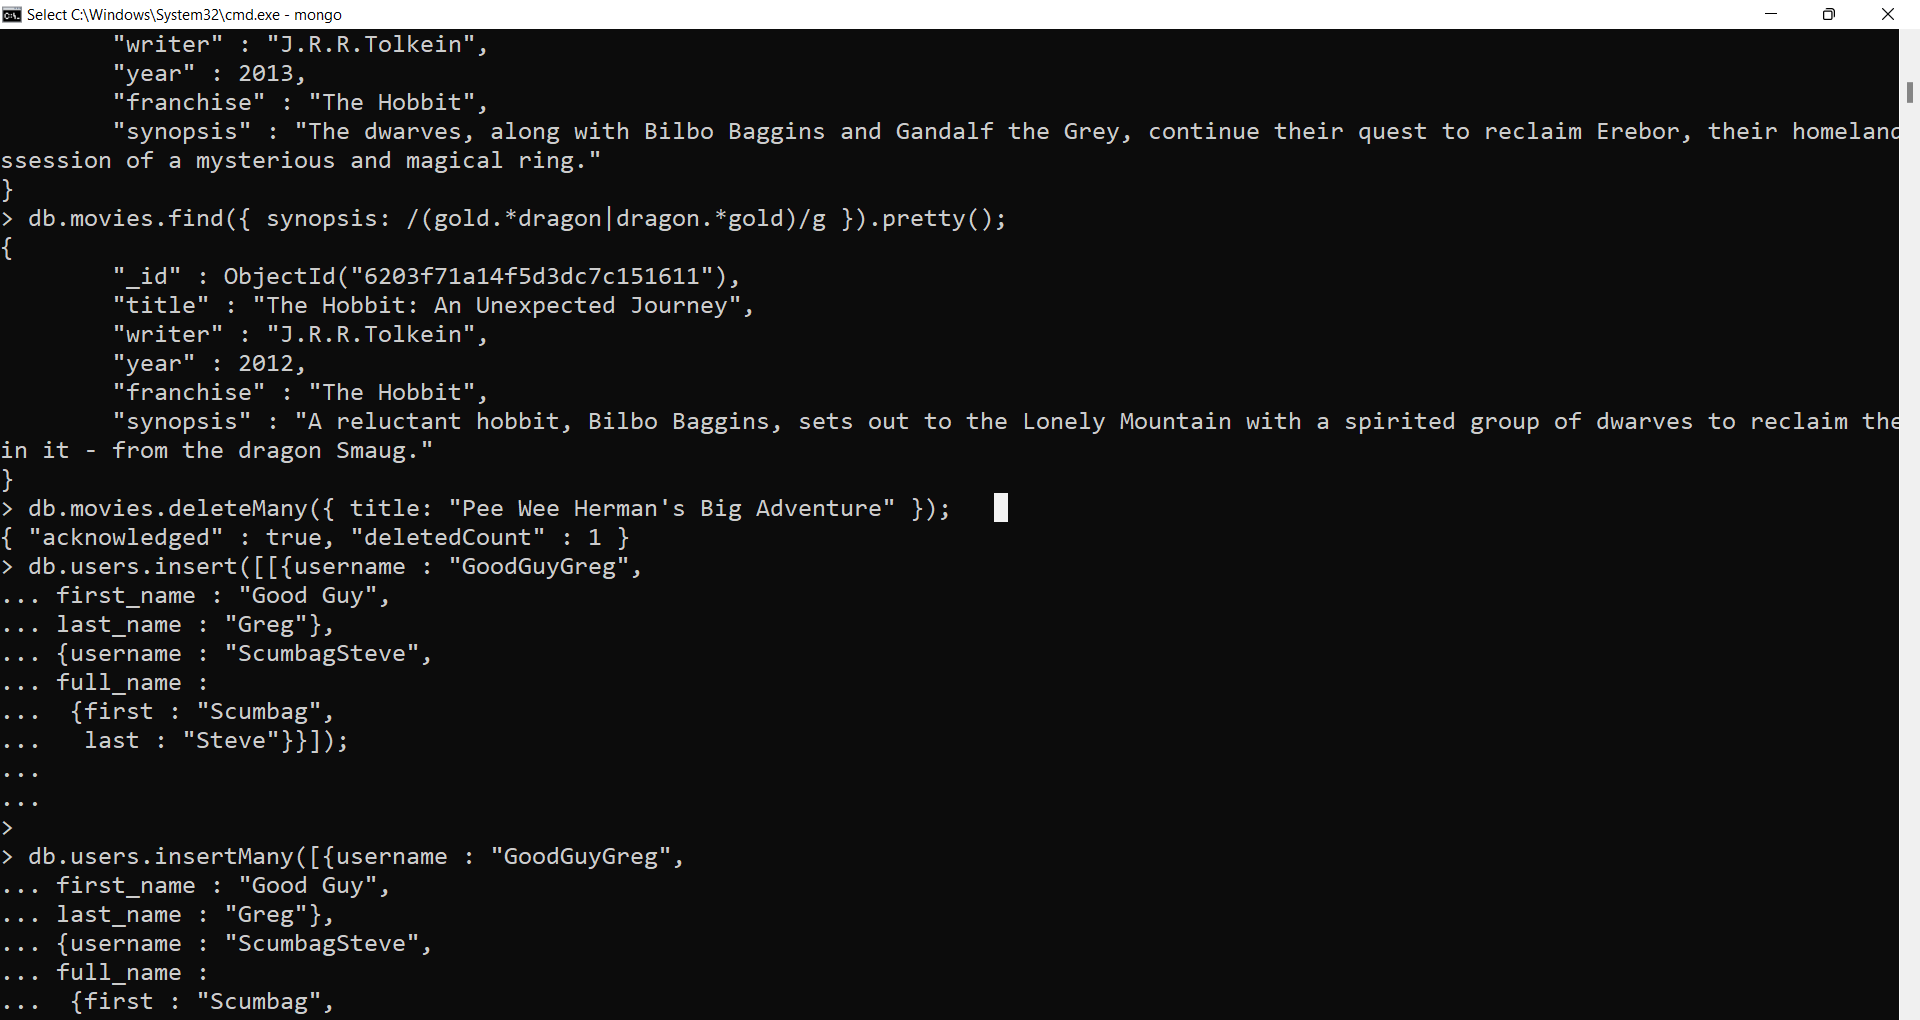 Select C:\Windows\System32\cmd.exe - mongo
"writer" : "J.R.R.Tolkein",
"year" : 2013,
"franchise" : "The Hobbit",
"synopsis" : "The dwarves, along with Bilbo Baggins and Gandalf the Grey, continue their quest to reclaim Erebor, their homeland
ssession of a mysterious and magical ring."
}
> db.movies.find({ synopsis: /(gold.*dragon|dragon.*gold)/g }).pretty();
{
"_id" : ObjectId("6203f71a14f5d3dc7c151611"),
"title" : "The Hobbit: An Unexpected Journey",
"writer" : "J.R.R.Tolkein",
"year" : 2012,
"franchise" : "The Hobbit",
"synopsis" : "A reluctant hobbit, Bilbo Baggins, sets out to the Lonely Mountain with a spirited group of dwarves to reclaim the
in it - from the dragon Smaug."
}
> db.movies.deleteMany({ title: "Pee Wee Herman's Big Adventure" });
{ "acknowledged" : true, "deletedCount" : 1 }
> db.users.insert([[{username : "GoodGuyGreg",
... first_name : "Good Guy",
... last_name : "Greg"},
... {username : "ScumbagSteve",
... full_name :
...  {first : "Scumbag",
...   last : "Steve"}}]);
...
...
>
> db.users.insertMany([{username : "GoodGuyGreg",
... first_name : "Good Guy",
... last_name : "Greg"},
... {username : "ScumbagSteve",
... full_name :
...  {first : "Scumbag",